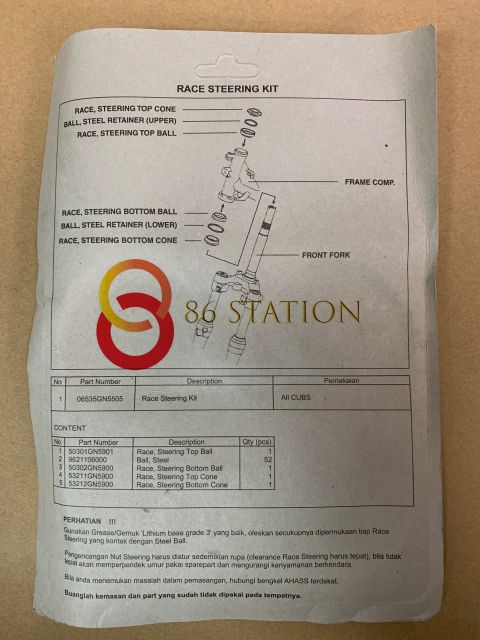 RACE STEERING KIT
RACE, STEERING TOP CONE
BALL, STEEL RETAINER (UPPER)
RACE, STEERING TOP BALL
FRAME COMP.
RACE, STEERING BOTTOM BALL
BALL, STEEL RETAINER (LOWER)
RACE, STEERING BOTTOM CONE
FRONT FORK
86 STATION
No Part Number Description Pemakaian
1 06535GN5505 Race Steering Kit All CUBS
CONTENT
No Part Number Description Qty (pcs)
1 50301GN5901 Race, Steering Top Ball 1
2 9621106000 Ball, Steel 52
3 50302GN5900 Race, Steering Bottom Ball 1
4 53211GN5900 Race, Steering Top Cone 1
5 53212GN5900 Race, Steering Bottom Cone 1
PERHATIAN !!!
Gunakan Grease/Gemuk 'Lithium base grade 3' yang baik, oleskan secukupnya dipermukaan tiap Race
Steering yang kontak dengan Steel Ball.
Pengencangan Nut Steering harus diatur sedemikian rupa (clearance Race Steering harus tepat), bila tidak
tepat akan memperpendek umur pakai sparepart dan mengurangi kenyamanan berkendara.
Bila anda menemukan masalah dalam pemasangan, hubungi bengkel AHASS terdekat.
Buanglah kemasan dan part yang sudah tidak dipakai pada tempatnya.